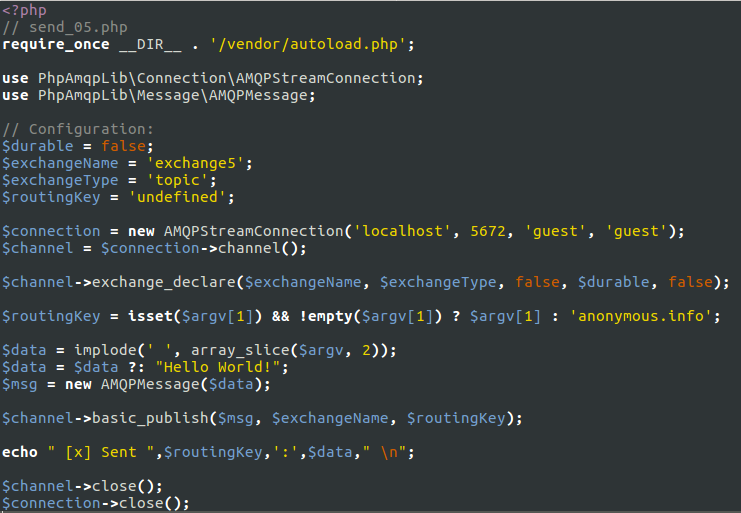 <?php
// send_05.php
require_once __DIR__ . '/vendor/autoload.php';
use PhpAmqpLib\Connection\AMQPStreamConnection;
use PhpAmqpLib\Message\AMQPMessage;
// Configuration:
$durable = false;
$exchangeName = 'exchange5';
$exchangeType = 'topic';
$routingKey = 'undefined';
$connection = new AMQPStreamConnection('localhost', 5672, 'guest', 'guest');
$channel = $connection->channel();
$channel->exchange_declare($exchangeName, $exchangeType, false, $durable, false);
$routingKey = isset($argv[1]) && !empty($argv[1]) ? $argv[1] : 'anonymous.info';
$data = implode(' ', array_slice($argv, 2));
$data = $data ?: "Hello World!";
$msg = new AMQPMessage($data);
$channel->basic_publish($msg, $exchangeName, $routingKey);
echo " [x] Sent ",$routingKey,':',$data," \n";
$channel->close();
$connection->close();